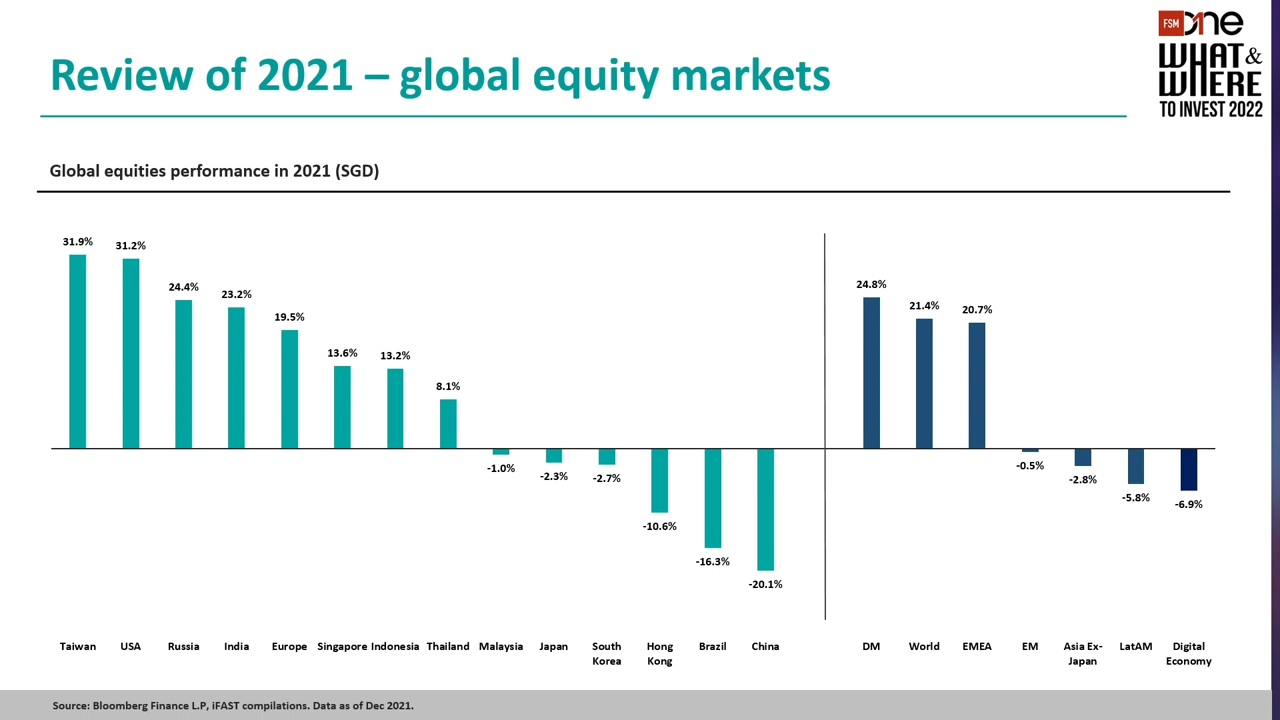 FSM one
WHAT &
WHERE
TO INVEST 2022
Review of 2021 – global equity markets
Global equities performance in 2021 (SGD)
31.9%
31.2%
24.4%
23.2%
19.5%
13.6%
13.2%
8.1%
-1.0%
-2.3%
-2.7%
-10.6%
-16.3%
-20.1%
24.8%
21.4%
20.7%
-0.5%
-2.8%
-5.8%
-6.9%
Taiwan
USA
Russia
India
Europe
Singapore
Indonesia
Thailand
Malaysia
Japan
South
Korea
Hong
Kong
Brazil
China
DM
World
EMEA
EM
Asia Ex-
Japan
LatAM
Digital
Economy
Source: Bloomberg Finance L.P, iFAST compilations. Data as of Dec 2021.